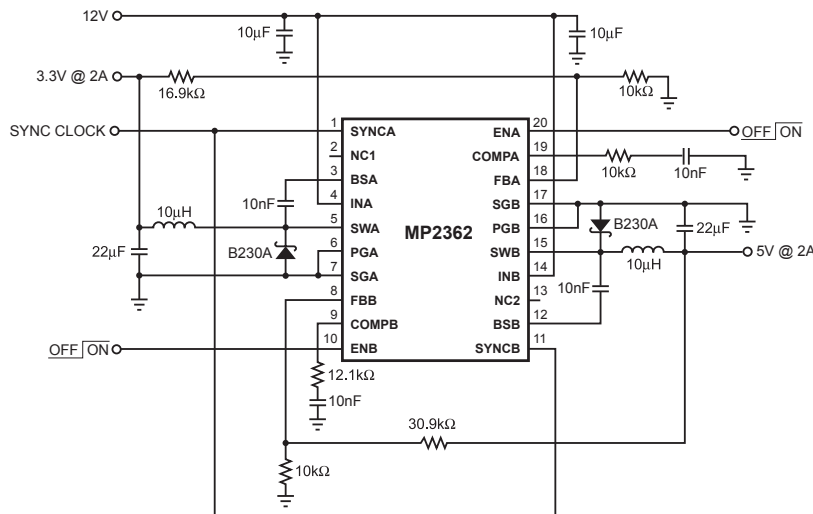 12V
10µF
10µF
3.3V @ 2A
16.9kΩ
10kΩ
SYNC CLOCK
1
SYNCA
ENA
20
OFF ON
2
NC1
COMPA
19
10kΩ
10nF
3
BSA
FBA
18
10nF
4
INA
SGB
17
10µH
5
SWA
MP2362
PGB
16
B230A
22µF
22µF
B230A
6
PGA
SWB
15
10µH
5V @ 2A
7
SGA
INB
14
8
FBB
NC2
13
10nF
9
COMPB
BSB
12
OFF ON
10
ENB
SYNCB
11
12.1kΩ
10nF
30.9kΩ
10kΩ